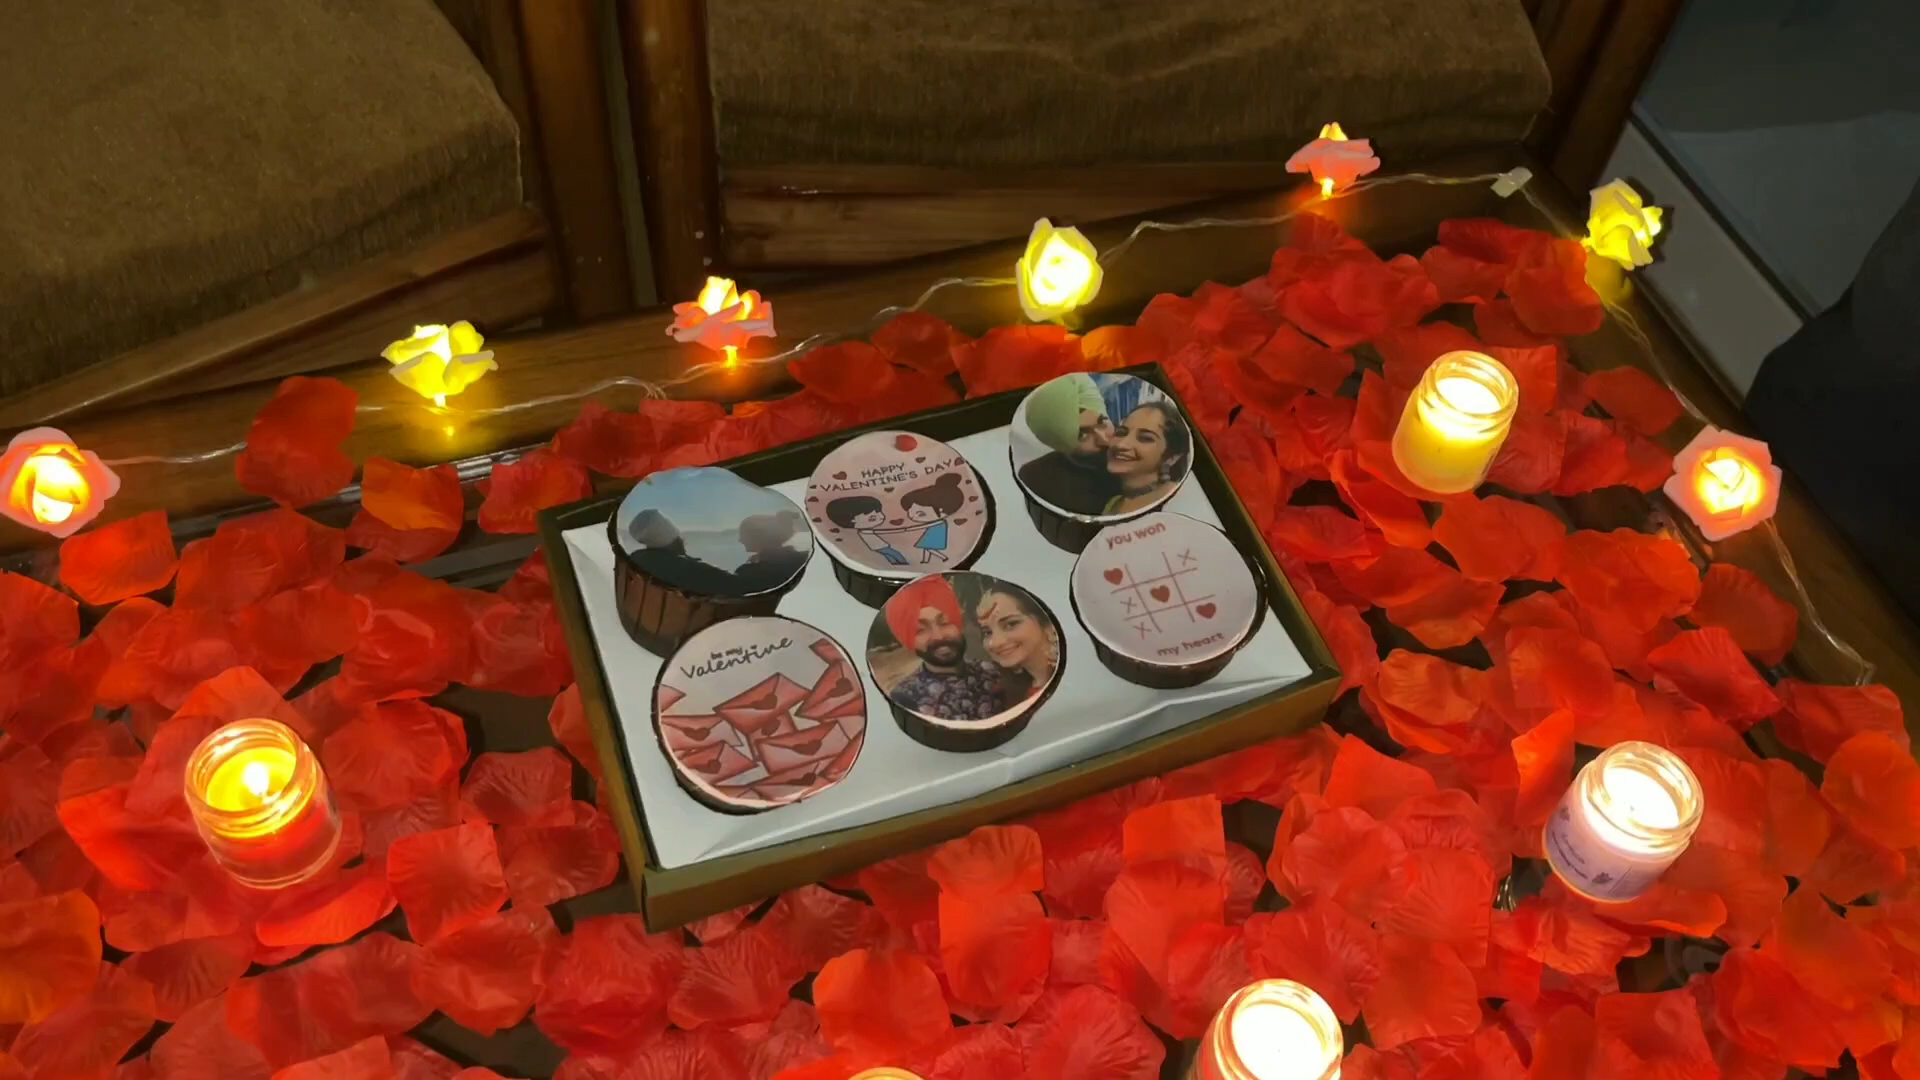 HAPPY
VALENTINE'S DAY
you won
X
X
X
my heart
be my
Valentine